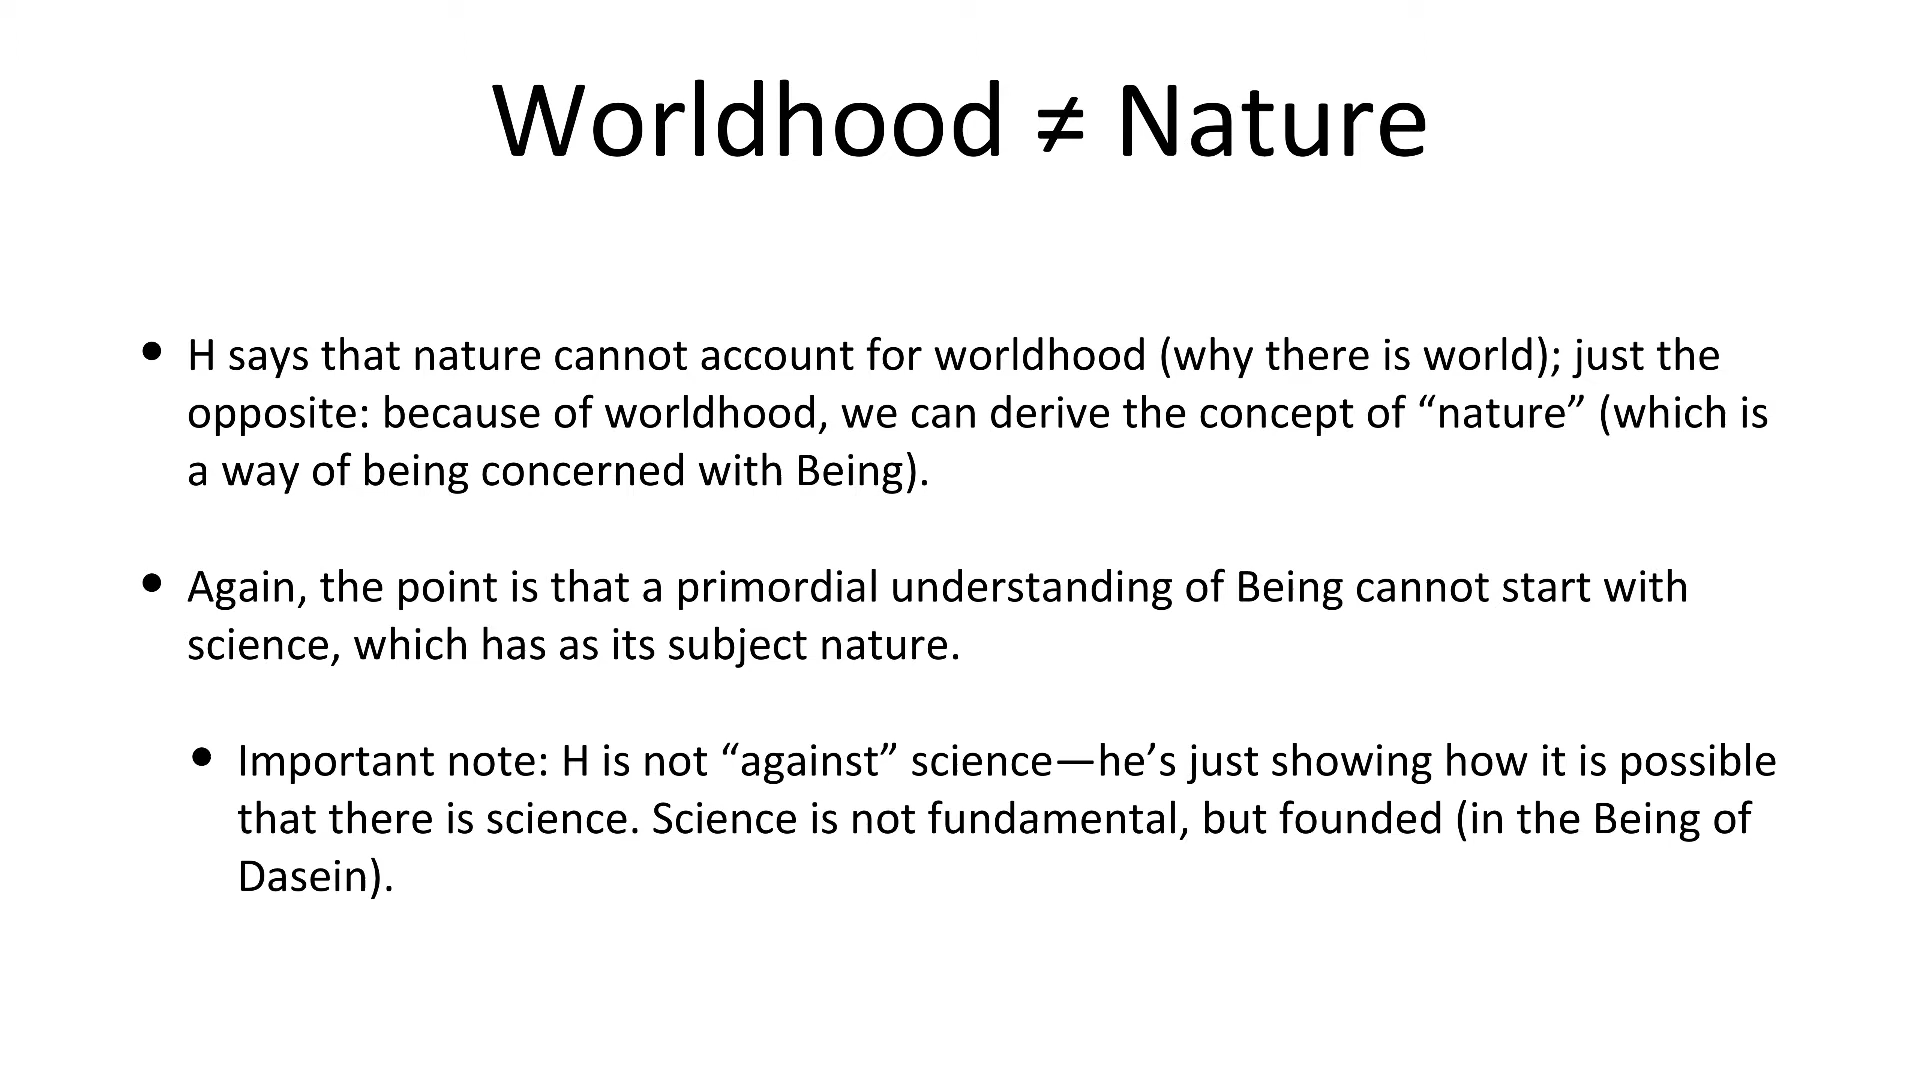 Worldhood ≠ Nature
• H says that nature cannot account for worldhood (why there is world); just the
opposite: because of worldhood, we can derive the concept of “nature” (which is
a way of being concerned with Being).
• Again, the point is that a primordial understanding of Being cannot start with
science, which has as its subject nature.
• Important note: H is not “against” science—he’s just showing how it is possible
that there is science. Science is not fundamental, but founded (in the Being of
Dasein).